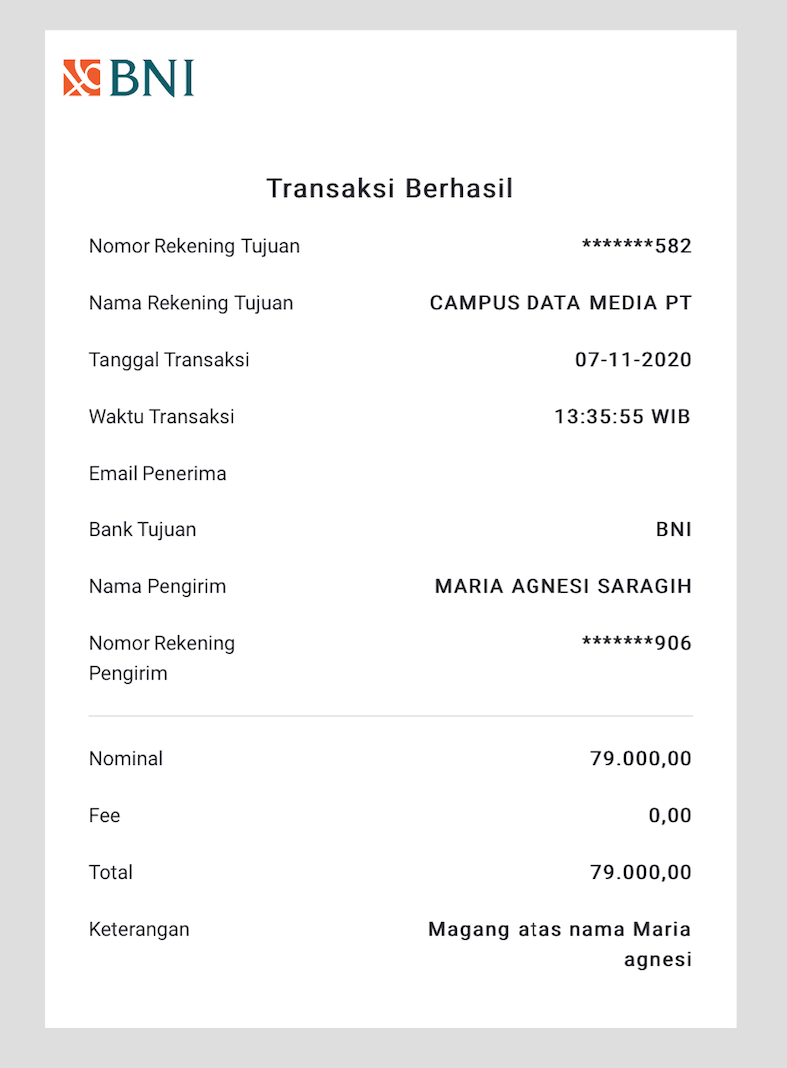 BNI
Transaksi Berhasil
Nomor Rekening Tujuan *******582
Nama Rekening Tujuan CAMPUS DATA MEDIA PT
Tanggal Transaksi 07-11-2020
Waktu Transaksi 13:35:55 WIB
Email Penerima
Bank Tujuan BNI
Nama Pengirim MARIA AGNESI SARAGIH
Nomor Rekening *******906
Pengirim
Nominal 79.000,00
Fee 0,00
Total 79.000,00
Keterangan Magang atas nama Maria
agnesi